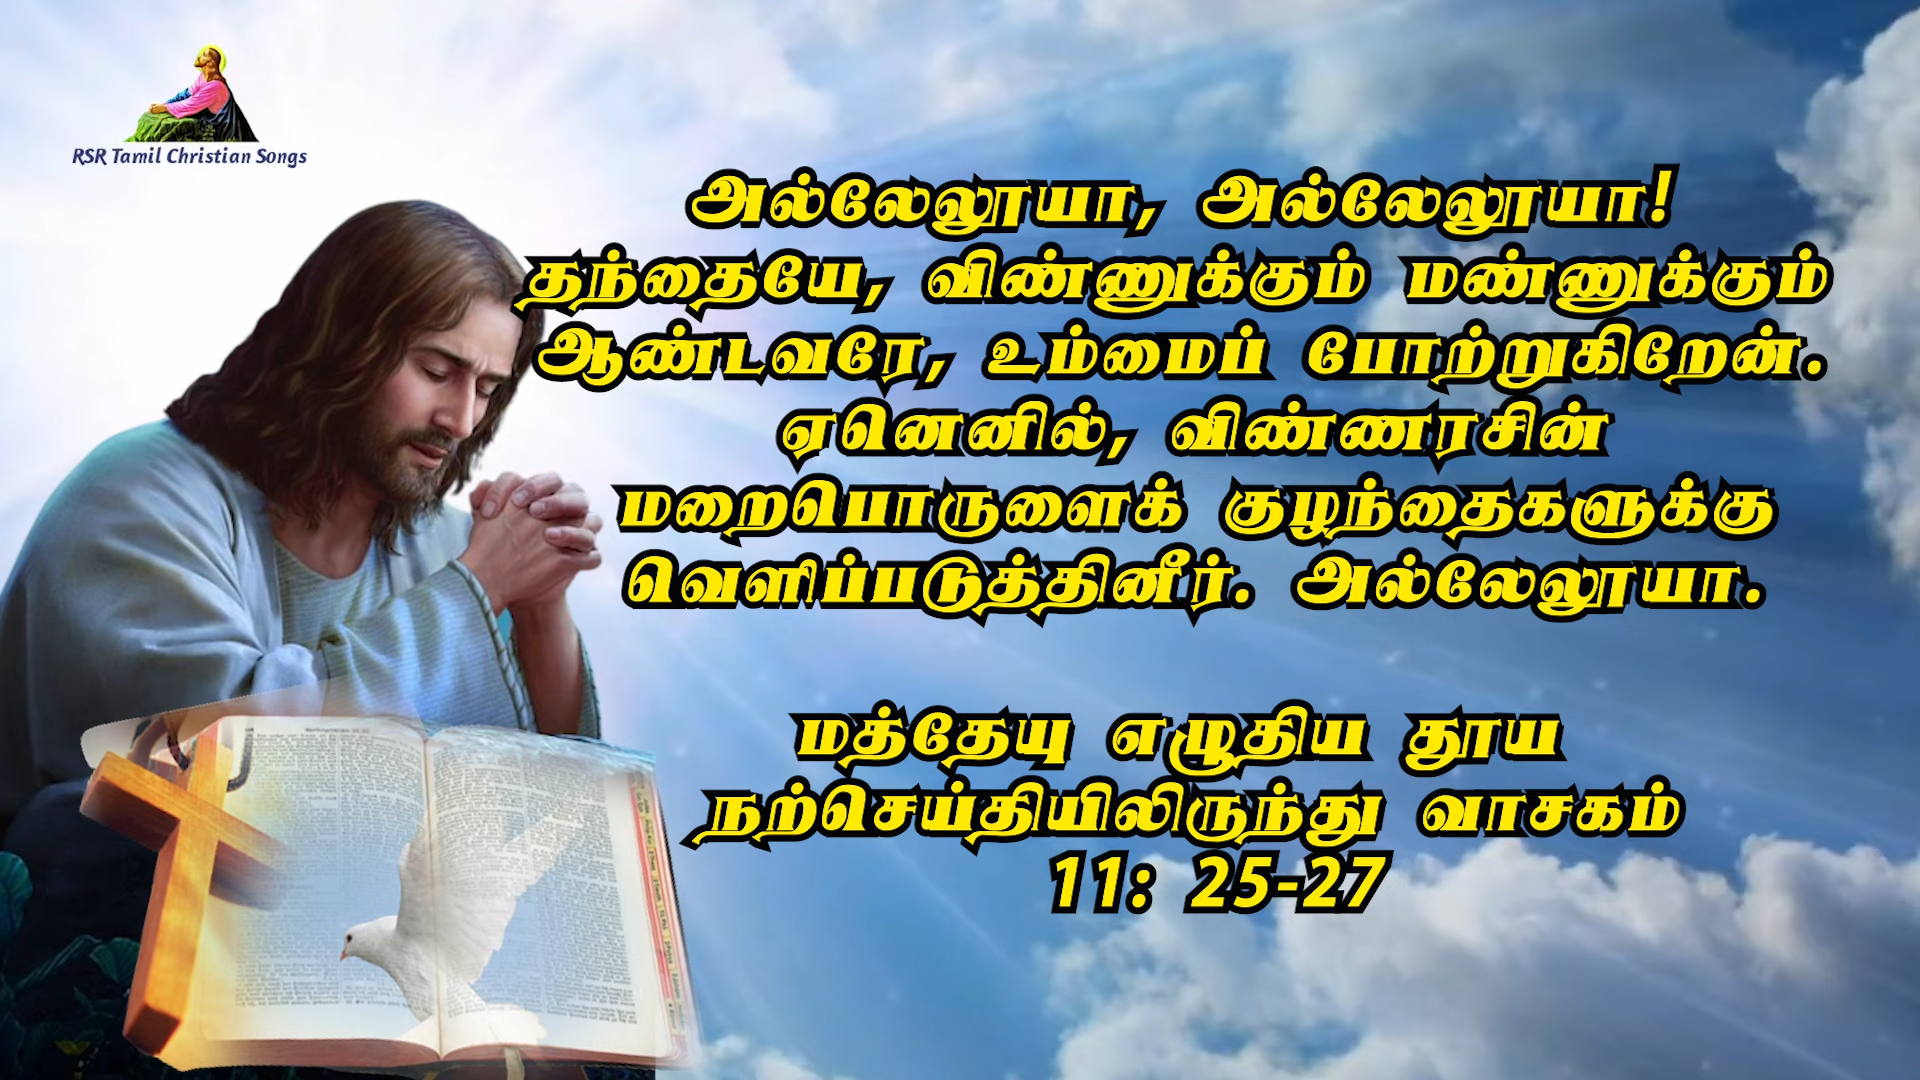 RSR Tamil Christian Songs
அல்லேலூயா, அல்லேலூயா!
தந்தையே, விண்ணுக்கும் மண்ணுக்கும்
ஆண்டவரே, உம்மைப் போற்றுகிறேன்.
ஏனெனில், விண்ணரசின்
மறைபொருளைக் குழந்தைகளுக்கு
வெளிப்படுத்தினீர். அல்லேலூயா.
மத்தேயு எழுதிய தூய
நற்செய்தியிலிருந்து வாசகம்
11: 25-27